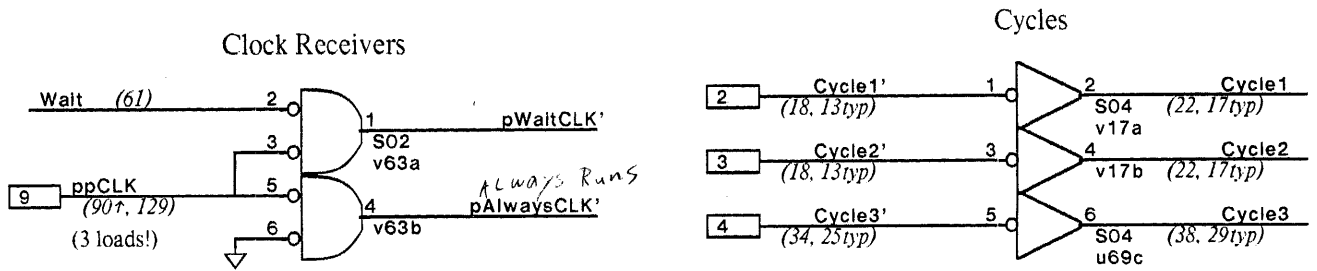 Clock Receivers
Wait (61)
2
3
1
S02
v63a
pWaitCLK'
9
ppCLK
(90↑, 129)
(3 loads!)
5
6
4
v63b
Always Runs
pAlwaysCLK'
Cycles
2
Cycle1'
(18, 13typ)
1
2
S04
v17a
Cycle1
(22, 17typ)
3
Cycle2'
(18, 13typ)
3
4
v17b
Cycle2
(22, 17typ)
4
Cycle3'
(34, 25typ)
5
6
S04
u69c
Cycle3
(38, 29typ)